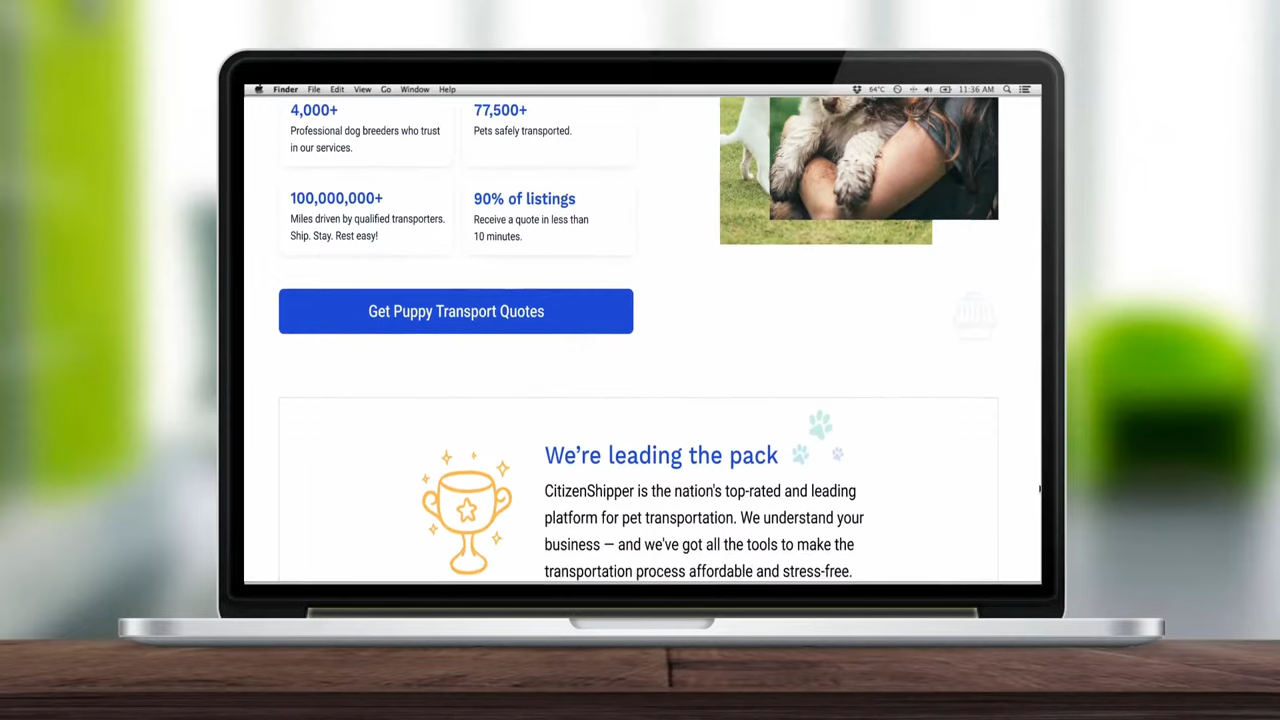 Finder File Edit View Go Window Help 64°C 11:36 AM
4,000+
Professional dog breeders who trust
in our services.
77,500+
Pets safely transported.
100,000,000+
Miles driven by qualified transporters.
Ship. Stay. Rest easy!
90% of listings
Receive a quote in less than
10 minutes.
Get Puppy Transport Quotes
We’re leading the pack
CitizenShipper is the nation's top-rated and leading
platform for pet transportation. We understand your
business — and we've got all the tools to make the
transportation process affordable and stress-free.